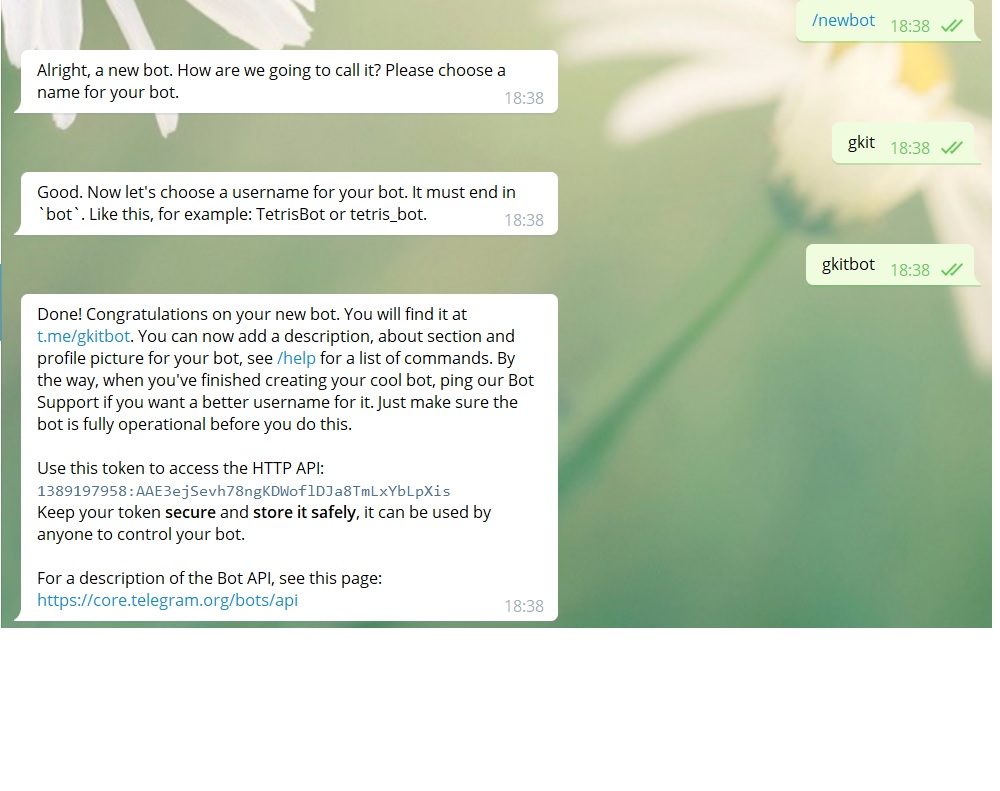 /newbot 18:38
Alright, a new bot. How are we going to call it? Please choose a
name for your bot.
18:38
gkit 18:38
Good. Now let's choose a username for your bot. It must end in
`bot`. Like this, for example: TetrisBot or tetris_bot.
18:38
gkitbot 18:38
Done! Congratulations on your new bot. You will find it at
t.me/gkitbot. You can now add a description, about section and
profile picture for your bot, see /help for a list of commands. By
the way, when you've finished creating your cool bot, ping our Bot
Support if you want a better username for it. Just make sure the
bot is fully operational before you do this.
Use this token to access the HTTP API:
1389197958:AAE3ejSevh78ngKDWoflDJa8TmLxYbLpXis
Keep your token secure and store it safely, it can be used by
anyone to control your bot.
For a description of the Bot API, see this page:
https://core.telegram.org/bots/api
18:38